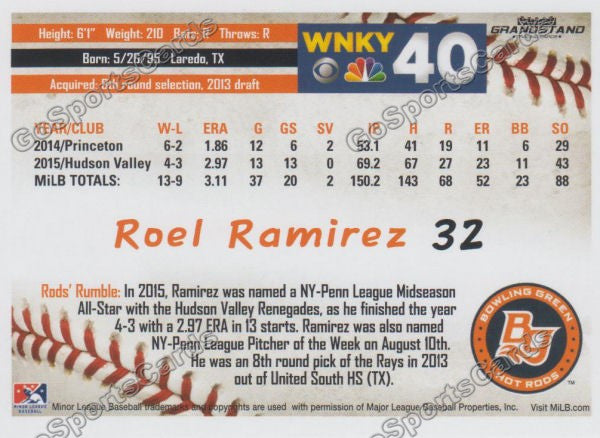 Height: 6'1" Weight: 210 Bats: R Throws: R
Born: 5/26/95 Laredo, TX
Acquired: 8th round selection, 2013 draft
WNKY 40
GRANDSTAND
YEAR/CLUB W-L ERA G GS SV IP H R ER BB SO
2014/Princeton 6-2 1.86 12 6 2 53.1 41 19 11 6 29
2015/Hudson Valley 4-3 2.97 13 13 0 69.2 67 27 23 11 43
MiLB TOTALS: 13-9 3.11 37 20 2 150.2 143 68 52 23 88
Roel Ramirez 32
Rods' Rumble: In 2015, Ramirez was named a NY-Penn League Midseason
All-Star with the Hudson Valley Renegades, as he finished the year
4-3 with a 2.97 ERA in 13 starts. Ramirez was also named
NY-Penn League Pitcher of the Week on August 10th.
He was an 8th round pick of the Rays in 2013
out of United South HS (TX).
BOWLING GREEN
BG
HOT RODS
TM
MINOR LEAGUE
BASEBALL
Minor League Baseball trademarks and copyrights are used with permission of Major League Baseball Properties, Inc. Visit MiLB.com
GoSportsCards